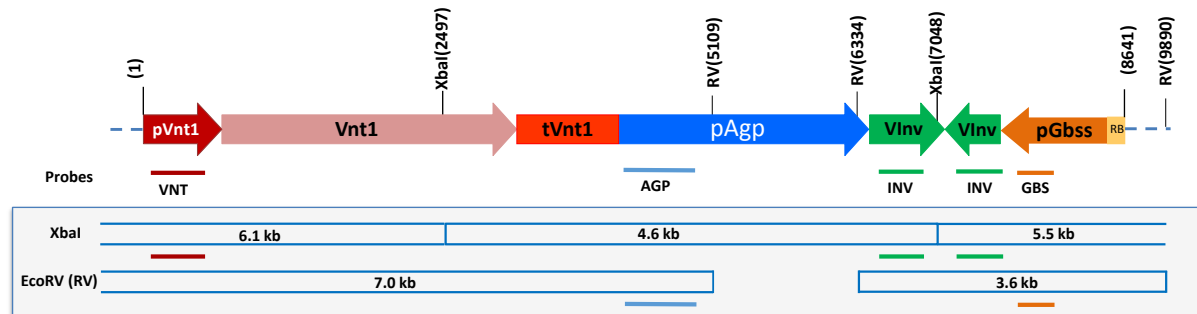 (1)
XbaI(2497)
RV(5109)
RV(6334)
XbaI(7048)
(8641)
RV(9890)
pVnt1 Vnt1 tVnt1 pAgp VInv VInv pGbss RB
Probes
VNT AGP INV INV GBS
XbaI 6.1 kb 4.6 kb 5.5 kb
EcoRV (RV) 7.0 kb 3.6 kb